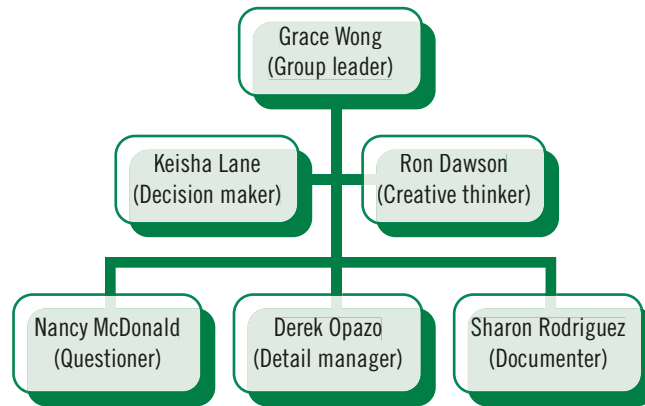 Grace Wong
(Group leader)
Keisha Lane
(Decision maker)
Ron Dawson
(Creative thinker)
Nancy McDonald
(Questioner)
Derek Opazo
(Detail manager)
Sharon Rodriguez
(Documenter)